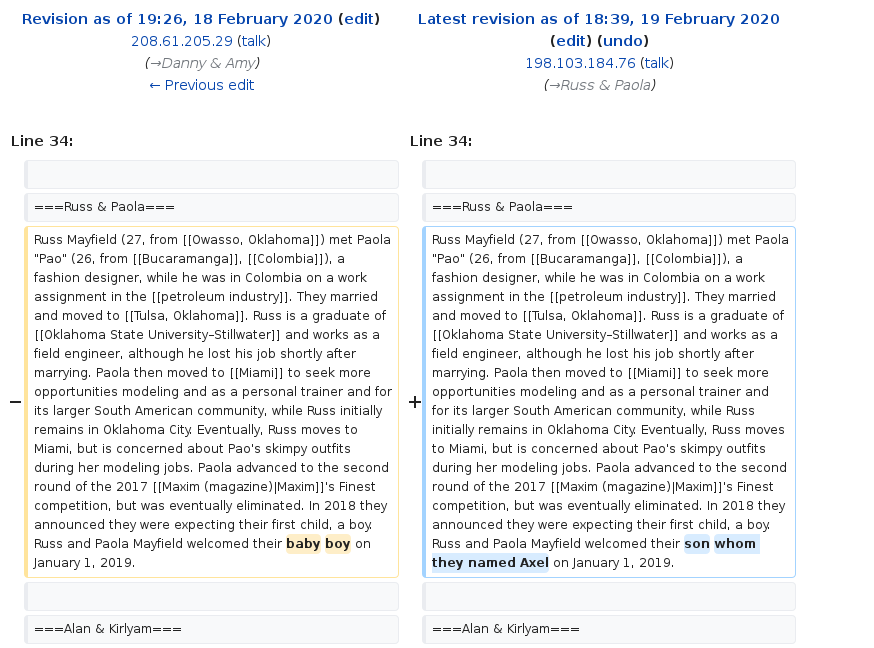 Revision as of 19:26, 18 February 2020 (edit)
208.61.205.29 (talk)
(→Danny & Amy)
← Previous edit
Latest revision as of 18:39, 19 February 2020
(edit) (undo)
198.103.184.76 (talk)
(→Russ & Paola)
Line 34:
Line 34:
===Russ & Paola===
===Russ & Paola===
−
Russ Mayfield (27, from [[Owasso, Oklahoma]]) met Paola
"Pao" (26, from [[Bucaramanga]], [[Colombia]]), a
fashion designer, while he was in Colombia on a work
assignment in the [[petroleum industry]]. They married
and moved to [[Tulsa, Oklahoma]]. Russ is a graduate of
[[Oklahoma State University–Stillwater]] and works as a
field engineer, although he lost his job shortly after
marrying. Paola then moved to [[Miami]] to seek more
opportunities modeling and as a personal trainer and for
its larger South American community, while Russ initially
remains in Oklahoma City. Eventually, Russ moves to
Miami, but is concerned about Pao's skimpy outfits
during her modeling jobs. Paola advanced to the second
round of the 2017 [[Maxim (magazine)|Maxim]]'s Finest
competition, but was eventually eliminated. In 2018 they
announced they were expecting their first child, a boy.
Russ and Paola Mayfield welcomed their baby boy on
January 1, 2019.
+
Russ Mayfield (27, from [[Owasso, Oklahoma]]) met Paola
"Pao" (26, from [[Bucaramanga]], [[Colombia]]), a
fashion designer, while he was in Colombia on a work
assignment in the [[petroleum industry]]. They married
and moved to [[Tulsa, Oklahoma]]. Russ is a graduate of
[[Oklahoma State University–Stillwater]] and works as a
field engineer, although he lost his job shortly after
marrying. Paola then moved to [[Miami]] to seek more
opportunities modeling and as a personal trainer and
for its larger South American community, while Russ
initially remains in Oklahoma City. Eventually, Russ moves
to Miami, but is concerned about Pao's skimpy outfits
during her modeling jobs. Paola advanced to the second
round of the 2017 [[Maxim (magazine)|Maxim]]'s Finest
competition, but was eventually eliminated. In 2018 they
announced they were expecting their first child, a boy.
Russ and Paola Mayfield welcomed their son whom
they named Axel on January 1, 2019.
===Alan & Kirlyam===
===Alan & Kirlyam===